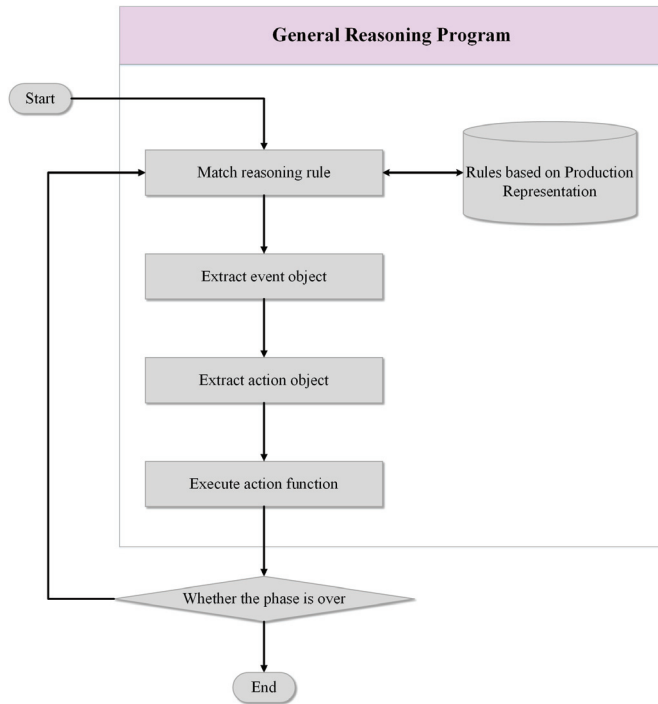 General Reasoning Program
Start
Match reasoning rule
Rules based on Production
Representation
Extract event object
Extract action object
Execute action function
Whether the phase is over
End